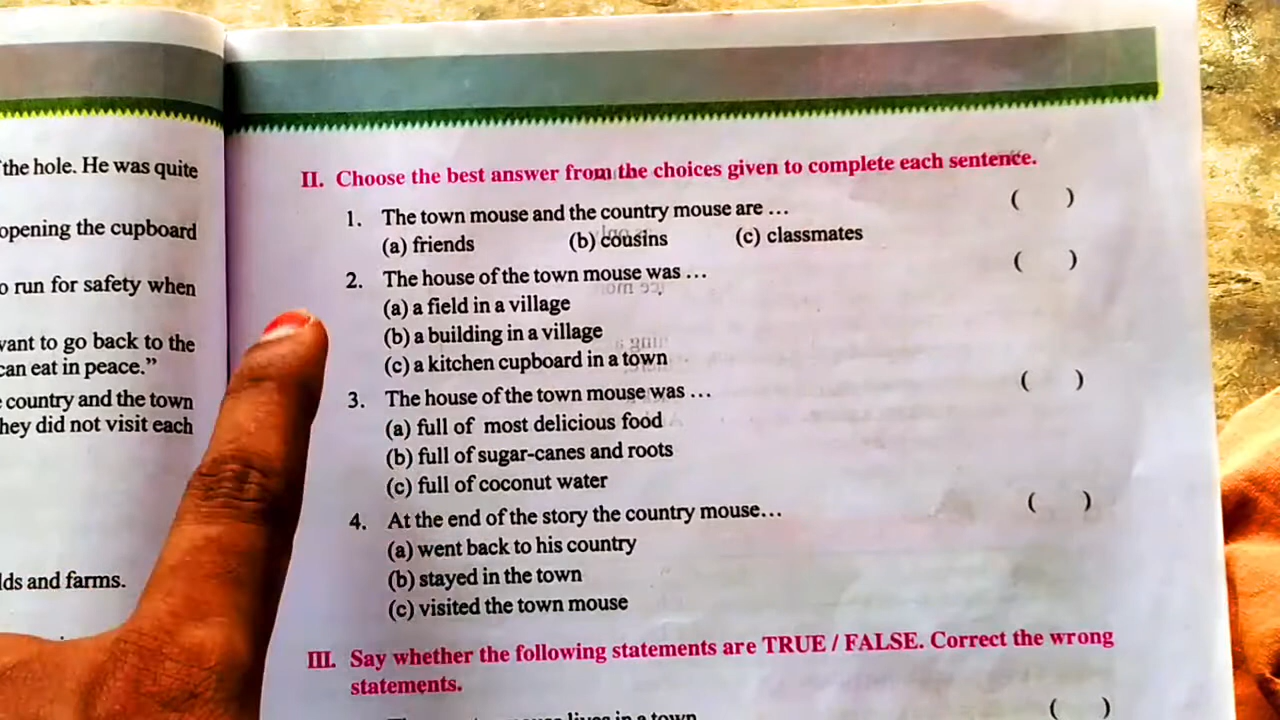 the hole. He was quite
opening the cupboard
run for safety when
want to go back to the
can eat in peace.”
country and the town
they did not visit each
and farms.
II. Choose the best answer from the choices given to complete each sentence.
1. The town mouse and the country mouse are ... ( )
(a) friends (b) cousins (c) classmates
2. The house of the town mouse was ... ( )
(a) a field in a village
(b) a building in a village
(c) a kitchen cupboard in a town
3. The house of the town mouse was ... ( )
(a) full of most delicious food
(b) full of sugar-canes and roots
(c) full of coconut water
4. At the end of the story the country mouse... ( )
(a) went back to his country
(b) stayed in the town
(c) visited the town mouse
III. Say whether the following statements are TRUE / FALSE. Correct the wrong
statements.
lives in a town ( )